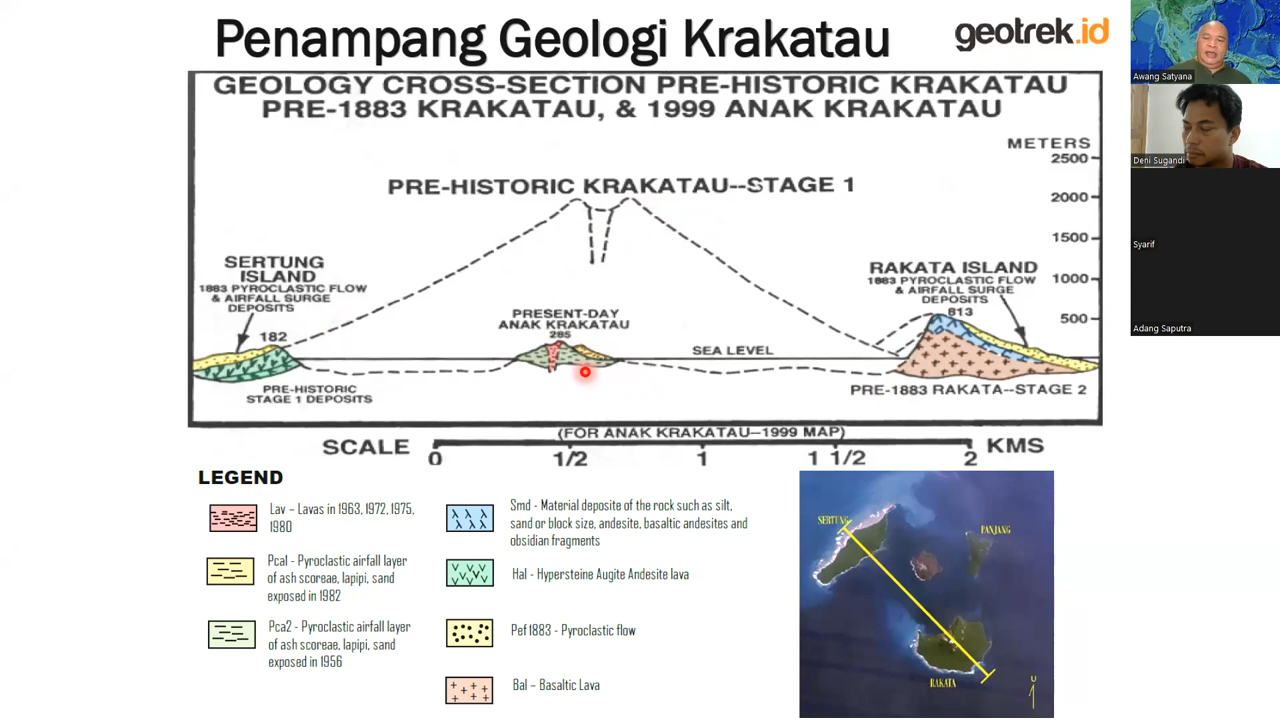 Penampang Geologi Krakatau
geotrek.id
GEOLOGY CROSS-SECTION PRE-HISTORIC KRAKATAU
PRE-1883 KRAKATAU, & 1999 ANAK KRAKATAU
METERS
2500
PRE-HISTORIC KRAKATAU--STAGE 1
2000
1500
1000
500
SERTUNG
ISLAND
1883 PYROCLASTIC FLOW
& AIRFALL SURGE
DEPOSITS
182
PRESENT-DAY
ANAK KRAKATAU
285
SEA LEVEL
RAKATA ISLAND
1883 PYROCLASTIC FLOW
& AIRFALL SURGE
DEPOSITS
813
PRE-HISTORIC
STAGE 1 DEPOSITS
PRE-1883 RAKATA--STAGE 2
(FOR ANAK KRAKATAU–1999 MAP)
SCALE
KMS
0 1/2 1 1 1/2 2
LEGEND
Lav – Lavas in 1963, 1972, 1975,
1980
Pca1 - Pyroclastic airfall layer
of ash scoreae, lapipi, sand
exposed in 1982
Pca2 - Pyroclastic airfall layer
of ash scoreae, lapipi, sand
exposed in 1956
Smd - Material deposite of the rock such as silt,
sand or block size, andesite, basaltic andesites and
obsidian fragments
Hal - Hypersteine Augite Andesite lava
Pef 1883 - Pyroclastic flow
Bal – Basaltic Lava
SERTUNG
PANJANG
RAKATA
U
Awang Satyana
Deni Sugandi
Syarif
Adang Saputra